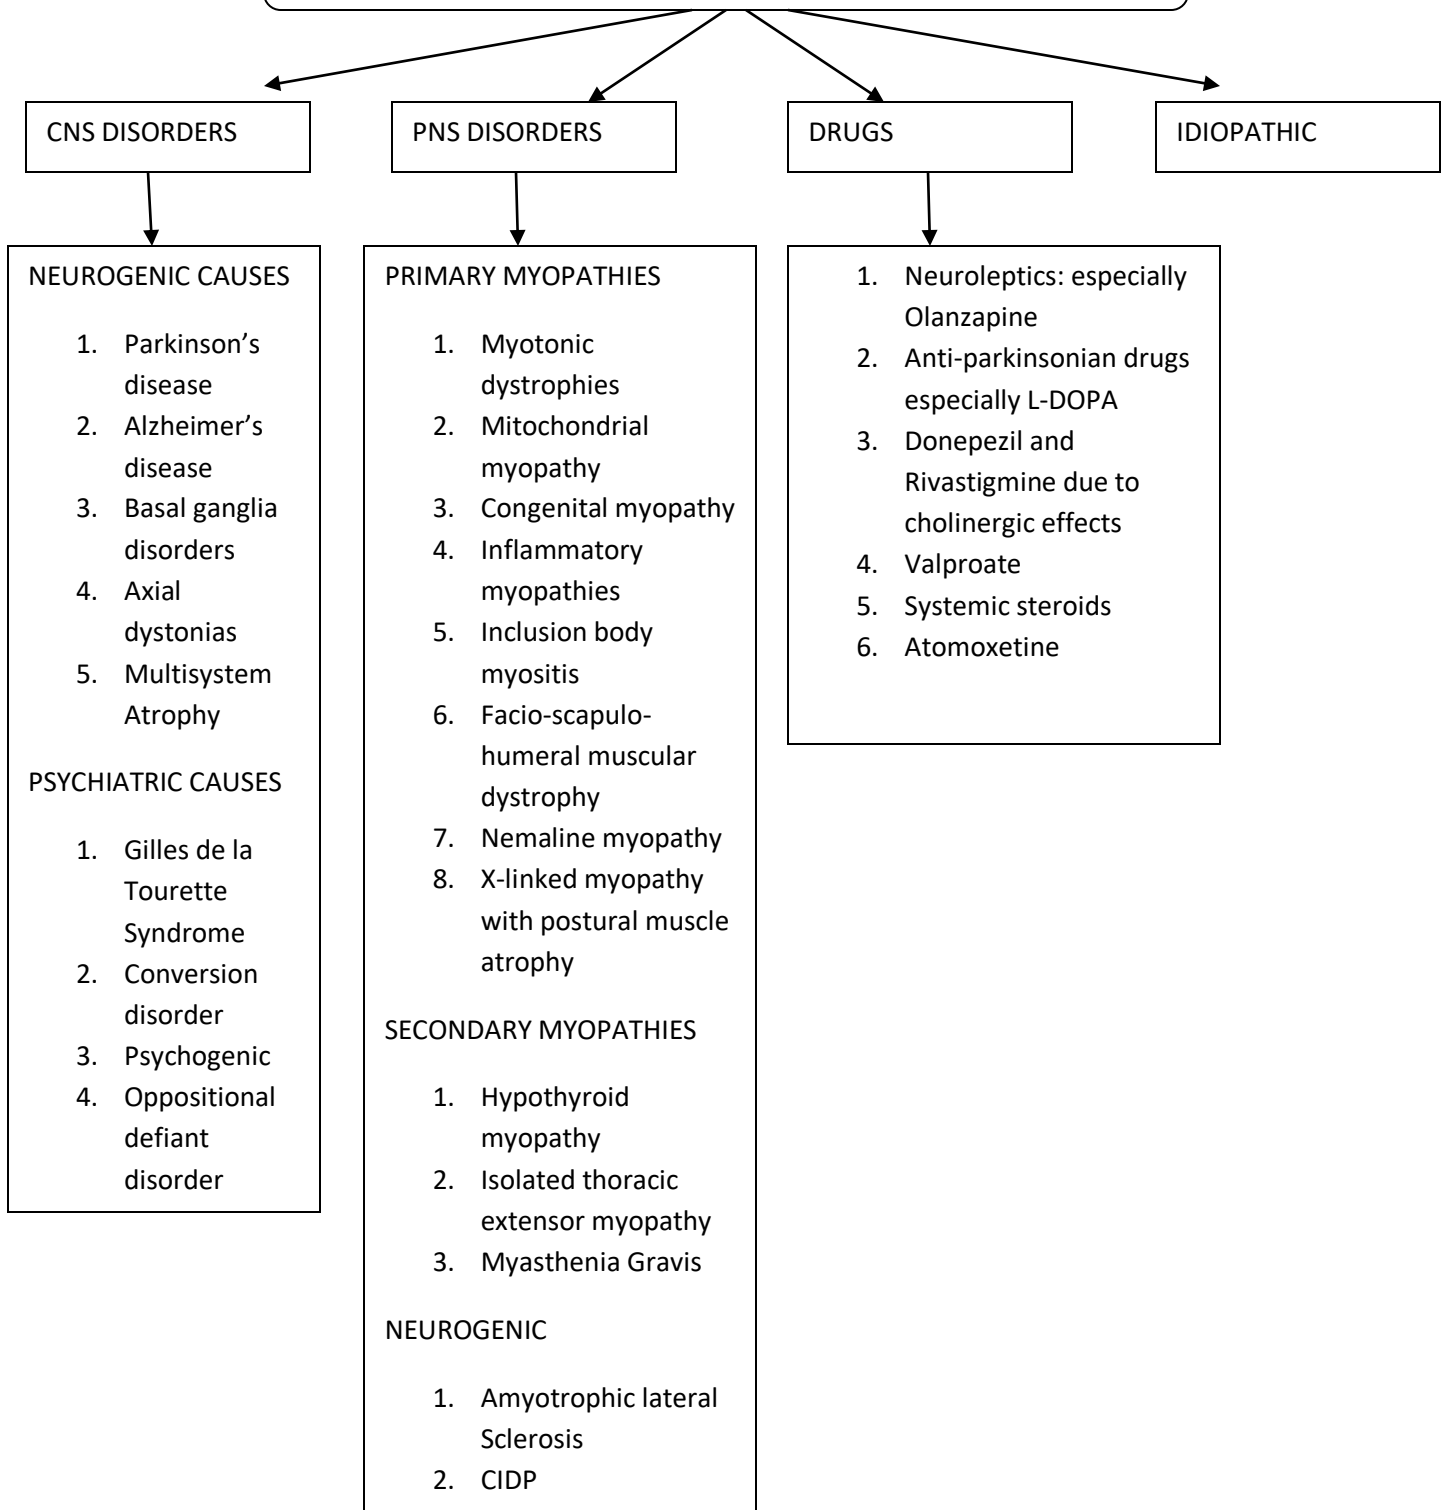 CNS DISORDERS
PNS DISORDERS
DRUGS
IDIOPATHIC
NEUROGENIC CAUSES
1. Parkinson’s
disease
2. Alzheimer’s
disease
3. Basal ganglia
disorders
4. Axial
dystonias
5. Multisystem
Atrophy
PSYCHIATRIC CAUSES
1. Gilles de la
Tourette
Syndrome
2. Conversion
disorder
3. Psychogenic
4. Oppositional
defiant
disorder
PRIMARY MYOPATHIES
1. Myotonic
dystrophies
2. Mitochondrial
myopathy
3. Congenital myopathy
4. Inflammatory
myopathies
5. Inclusion body
myositis
6. Facio-scapulo-
humeral muscular
dystrophy
7. Nemaline myopathy
8. X-linked myopathy
with postural muscle
atrophy
SECONDARY MYOPATHIES
1. Hypothyroid
myopathy
2. Isolated thoracic
extensor myopathy
3. Myasthenia Gravis
NEUROGENIC
1. Amyotrophic lateral
Sclerosis
2. CIDP
1. Neuroleptics: especially
Olanzapine
2. Anti-parkinsonian drugs
especially L-DOPA
3. Donepezil and
Rivastigmine due to
cholinergic effects
4. Valproate
5. Systemic steroids
6. Atomoxetine